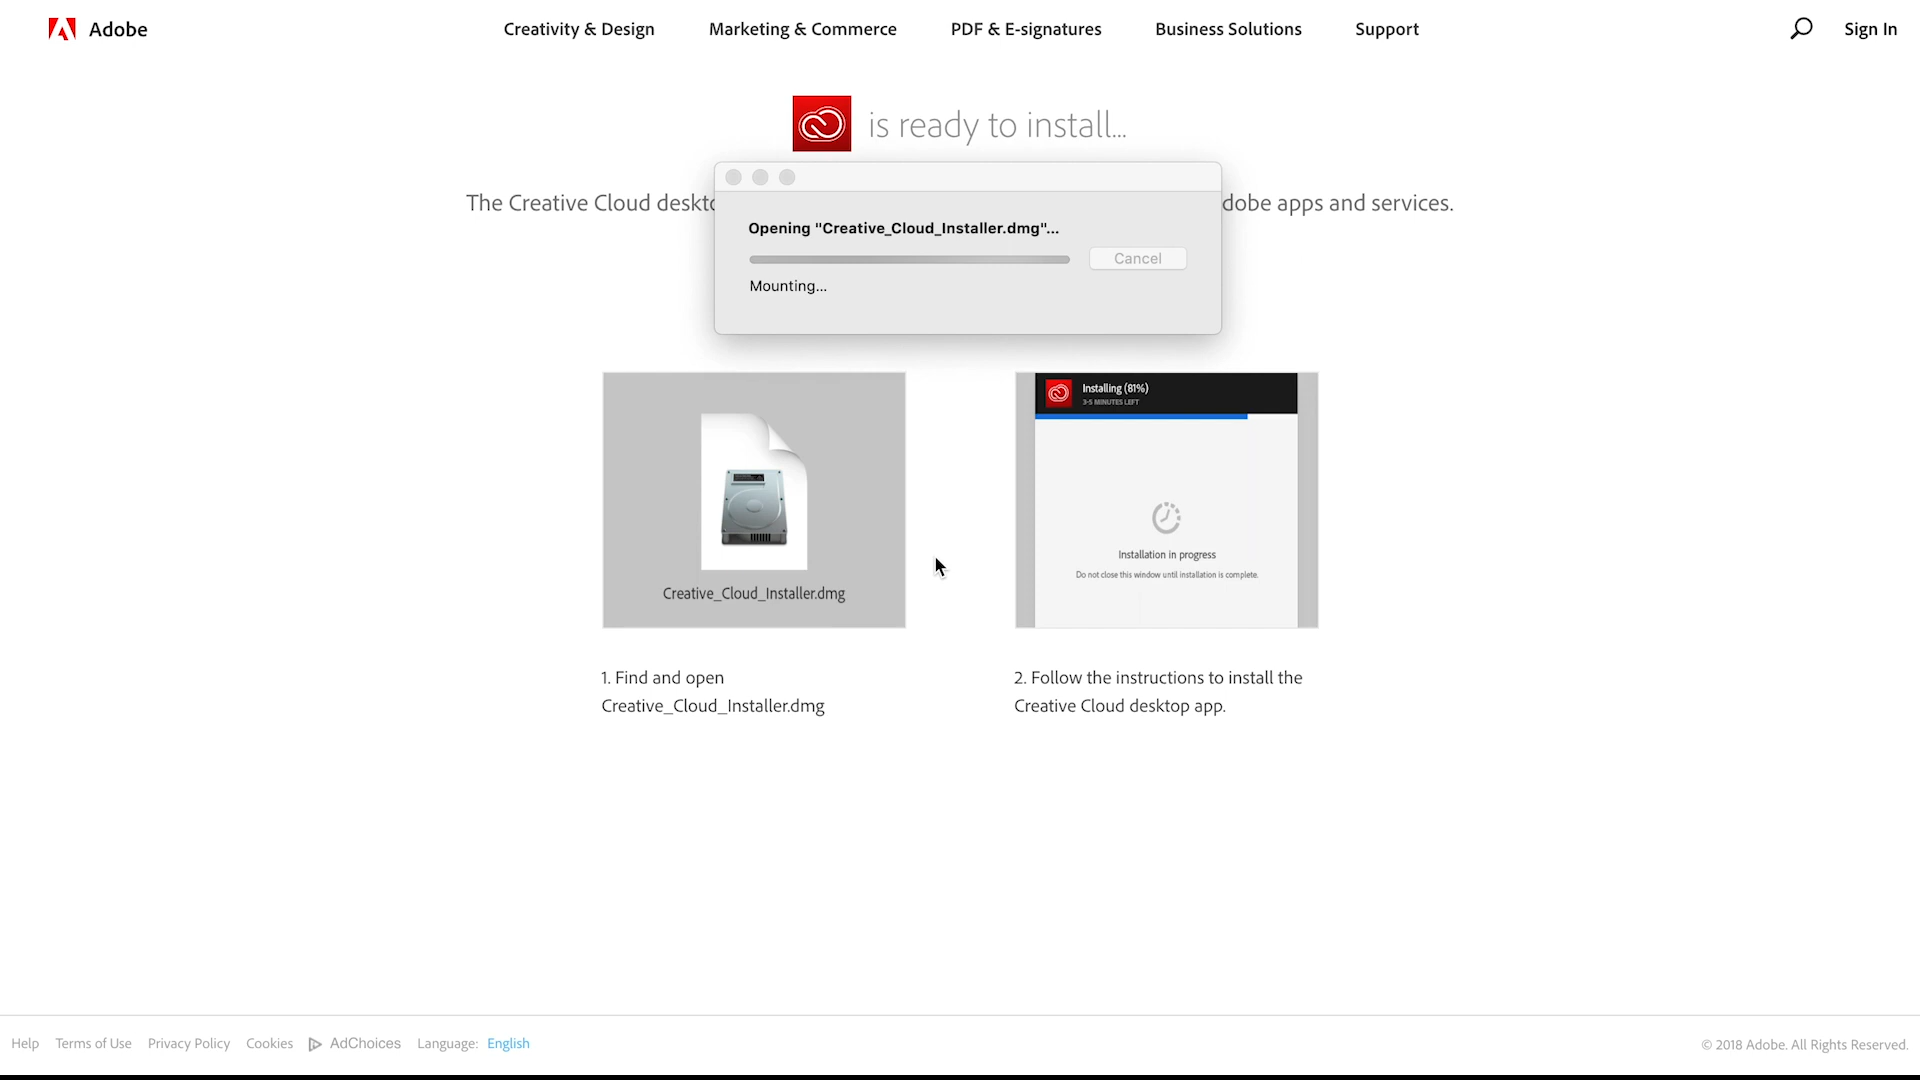 Adobe
Creativity & Design
Marketing & Commerce
PDF & E-signatures
Business Solutions
Support
Sign In
is ready to install...
The Creative Cloud deskto
dobe apps and services.
Opening "Creative_Cloud_Installer.dmg"...
Cancel
Mounting...
Creative_Cloud_Installer.dmg
Installing (81%)
3-5 MINUTES LEFT
Installation in progress
Do not close this window until installation is complete.
1. Find and open
Creative_Cloud_Installer.dmg
2. Follow the instructions to install the
Creative Cloud desktop app.
Help
Terms of Use
Privacy Policy
Cookies
AdChoices
Language: English
© 2018 Adobe. All Rights Reserved.